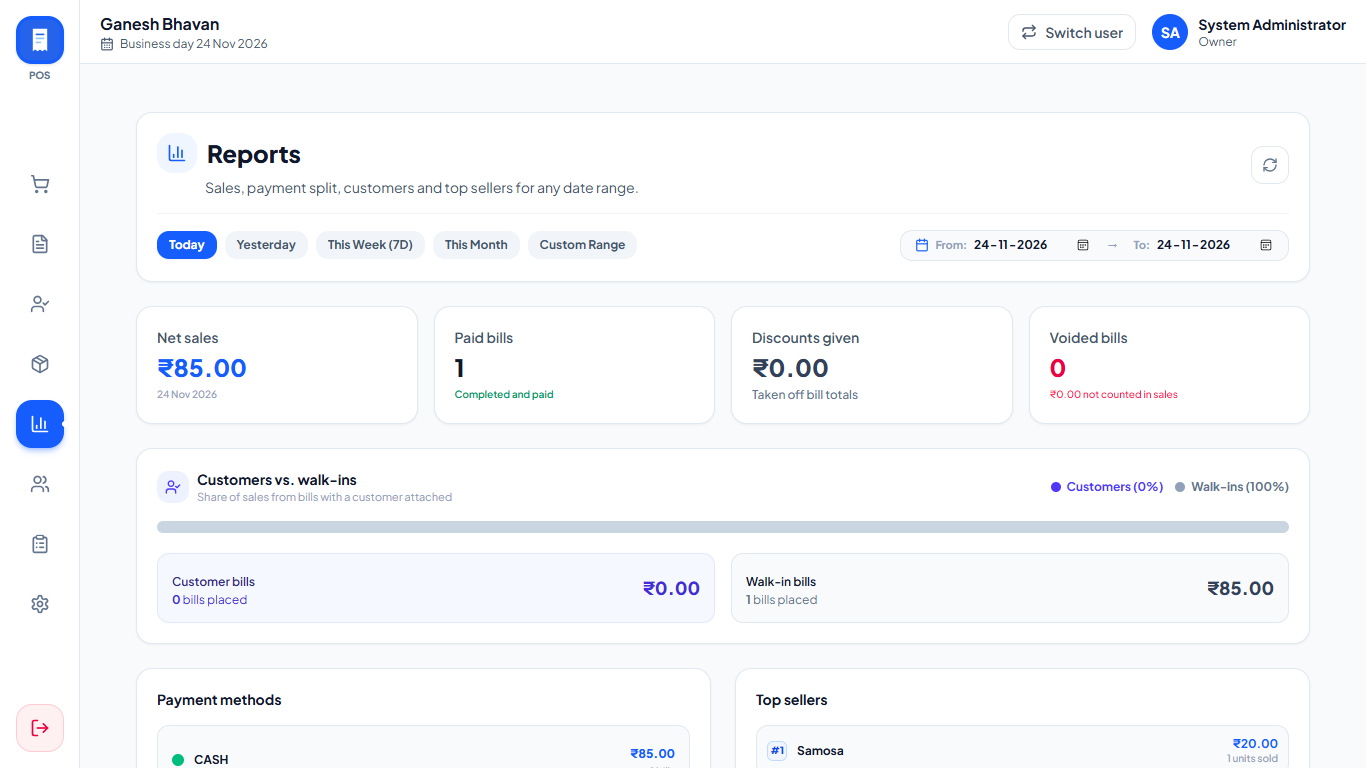 Ganesh Bhavan
Business day 24 Nov 2026
Switch user
SA
System Administrator
Owner
POS
Reports
Sales, payment split, customers and top sellers for any date range.
Today
Yesterday
This Week (7D)
This Month
Custom Range
From: 24-11-2026 → To: 24-11-2026
Net sales
₹85.00
24 Nov 2026
Paid bills
1
Completed and paid
Discounts given
₹0.00
Taken off bill totals
Voided bills
0
₹0.00 not counted in sales
Customers vs. walk-ins
Share of sales from bills with a customer attached
Customers (0%)
Walk-ins (100%)
Customer bills
0 bills placed
₹0.00
Walk-in bills
1 bills placed
₹85.00
Payment methods
CASH
₹85.00
Top sellers
#1 Samosa
₹20.00
1 units sold